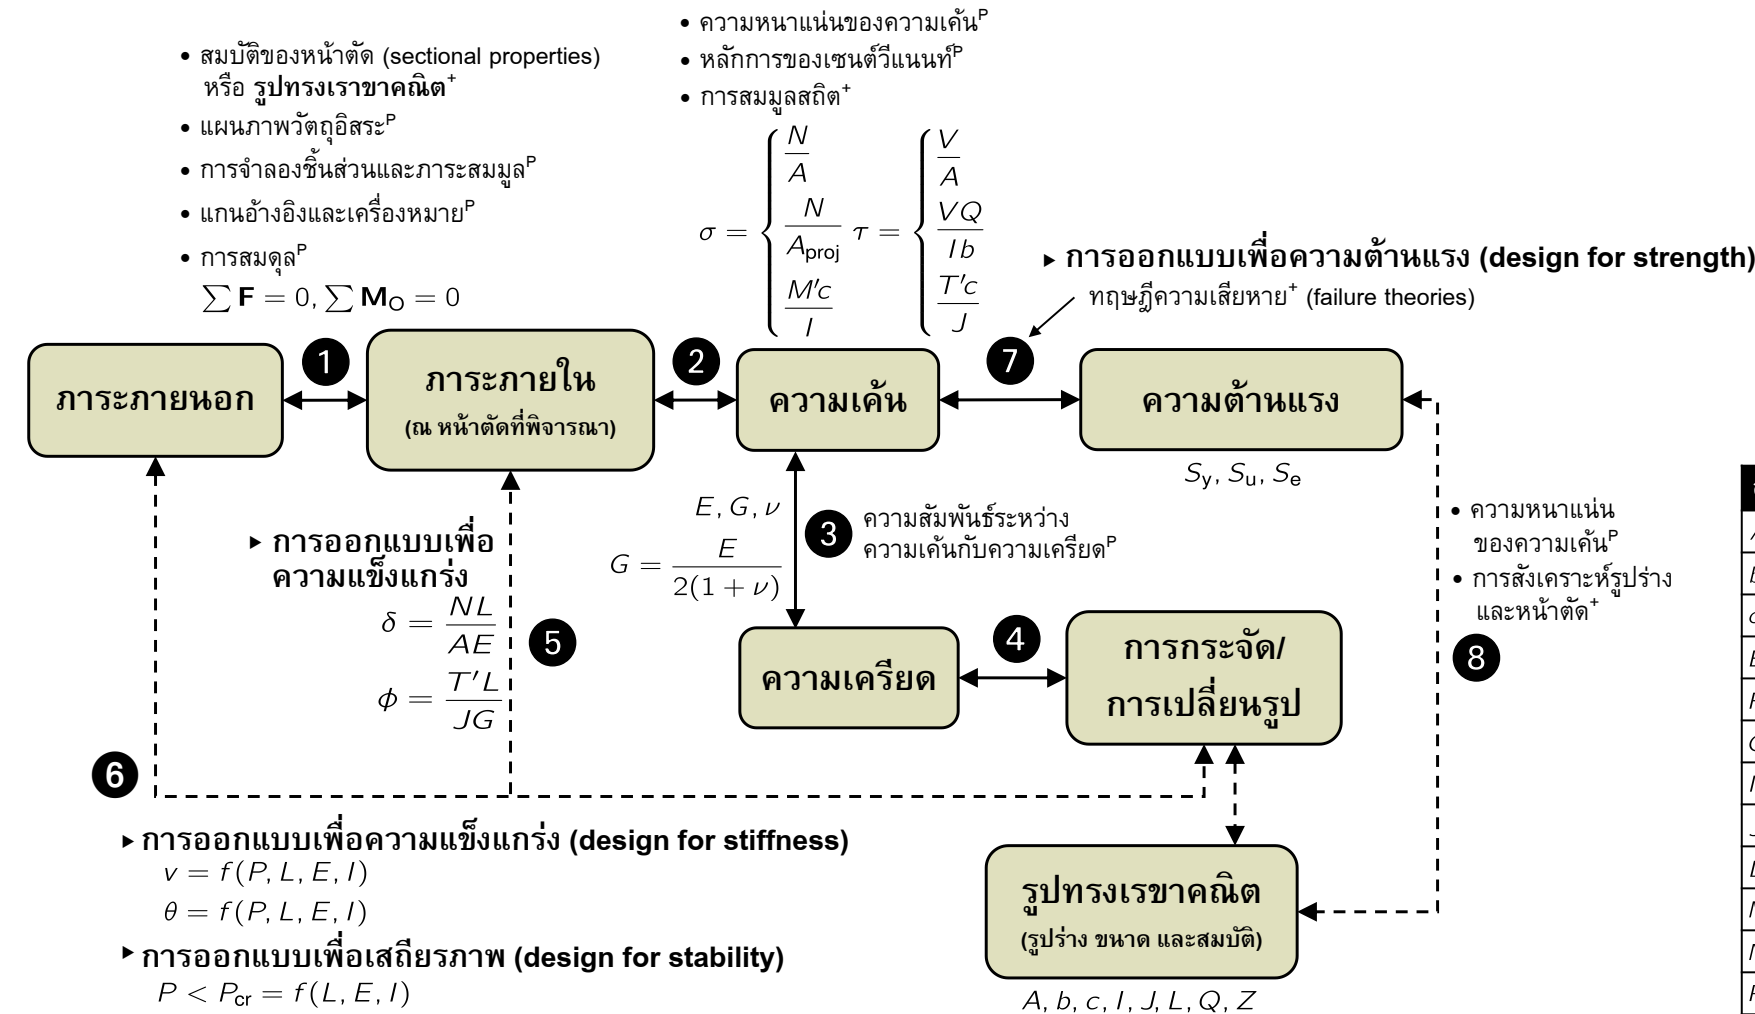 • ความหนาแน่นของความเค้นᴾ
• หลักการของเซนต์วีแนนท์ᴾ
• การสมมูลสถิต⁺
σ = { N/A, N/A_proj, M′c/I
τ = { V/A, VQ/Ib, T′c/J
• สมบัติของหน้าตัด (sectional properties)
หรือ รูปทรงเราขาคณิต⁺
• แผนภาพวัตถุอิสระᴾ
• การจำลองชิ้นส่วนและภาระสมมูลᴾ
• แกนอ้างอิงและเครื่องหมายᴾ
• การสมดุลᴾ
∑ F = 0, ∑ M_O = 0
▸ การออกแบบเพื่อความต้านแรง (design for strength)
ทฤษฎีความเสียหาย⁺ (failure theories)
ภาระภายนอก
1
ภาระภายใน
(ณ หน้าตัดที่พิจารณา)
2
ความเค้น
7
ความต้านแรง
S_y, S_u, S_e
E, G, ν
G = E/2(1 + ν)
3
ความสัมพันธ์ระหว่าง
ความเค้นกับความเครียดᴾ
▸ การออกแบบเพื่อ
ความแข็งแกร่ง
δ = NL/AE
φ = T′L/JG
5
ความเครียด
4
การกระจัด/
การเปลี่ยนรูป
• ความหนาแน่น
ของความเค้นᴾ
• การสังเคราะห์รูปร่าง
และหน้าตัด⁺
8
6
▸ การออกแบบเพื่อความแข็งแกร่ง (design for stiffness)
v = f(P, L, E, I)
θ = f(P, L, E, I)
▸ การออกแบบเพื่อเสถียรภาพ (design for stability)
P < P_cr = f(L, E, I)
รูปทรงเรขาคณิต
(รูปร่าง ขนาด และสมบัติ)
A, b, c, I, J, L, Q, Z